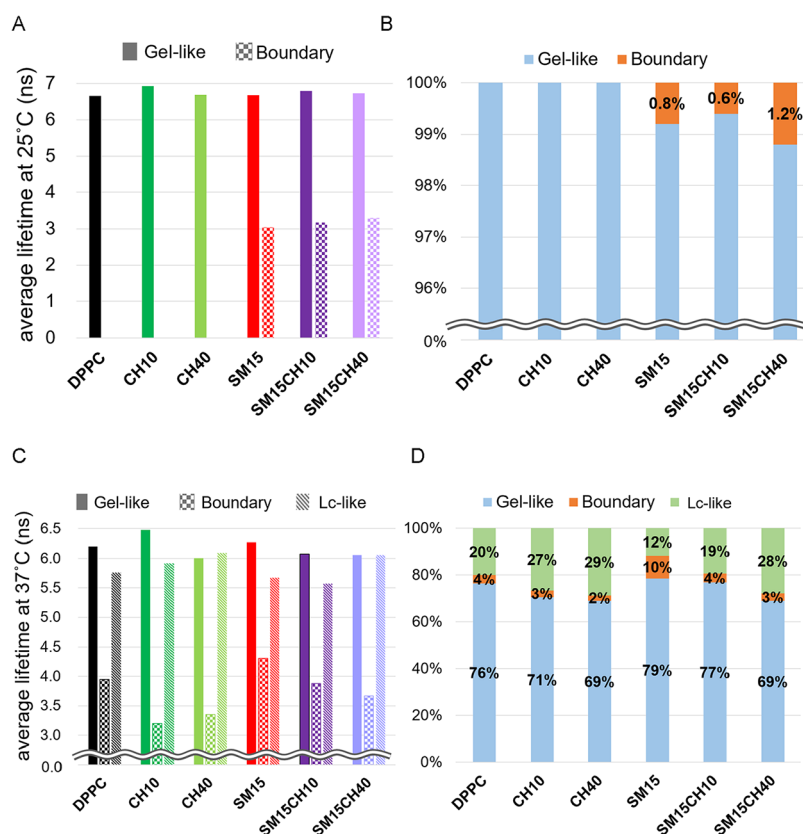 A
Gel-like Boundary
average lifetime at 25˚C (ns)
7
6
5
4
3
2
1
0
DPPC
CH10
CH40
SM15
SM15CH10
SM15CH40
B
Gel-like Boundary
100%
99%
98%
97%
96%
0%
0.8%
0.6%
1.2%
DPPC
CH10
CH40
SM15
SM15CH10
SM15CH40
C
Gel-like Boundary Lc-like
average lifetime at 37˚C (ns)
6.5
6.0
5.5
4.5
4.0
3.5
3.0
0.0
DPPC
CH10
CH40
SM15
SM15CH10
SM15CH40
D
Gel-like Boundary Lc-like
100%
80%
60%
40%
20%
0%
20% 27% 29% 12% 19% 28%
4% 3% 2% 10% 4% 3%
76% 71% 69% 79% 77% 69%
DPPC
CH10
CH40
SM15
SM15CH10
SM15CH40